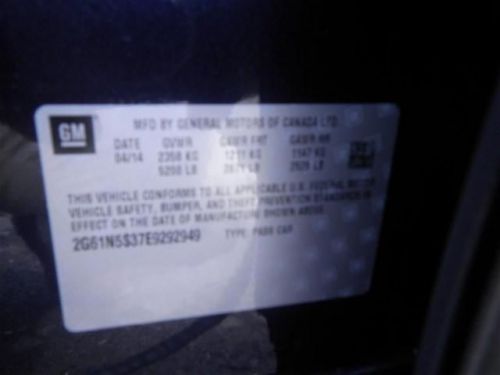 GM
MFD BY GENERAL MOTORS OF CANADA LTD
DATE GVWR GAWR FRT GAWR RR
04/14 2358 KG 1211 KG 1147 KG
LB LB 2529 LB
THIS VEHICLE CONFORMS TO ALL APPLICABLE U.S. FEDERAL MOTOR
VEHICLE SAFETY, BUMPER, AND THEFT PREVENTION STANDARDS IN
EFFECT ON THE DATE OF MANUFACTURE SHOWN ABOVE.
2G61N5S37E9292949 TYPE: PASS CAR